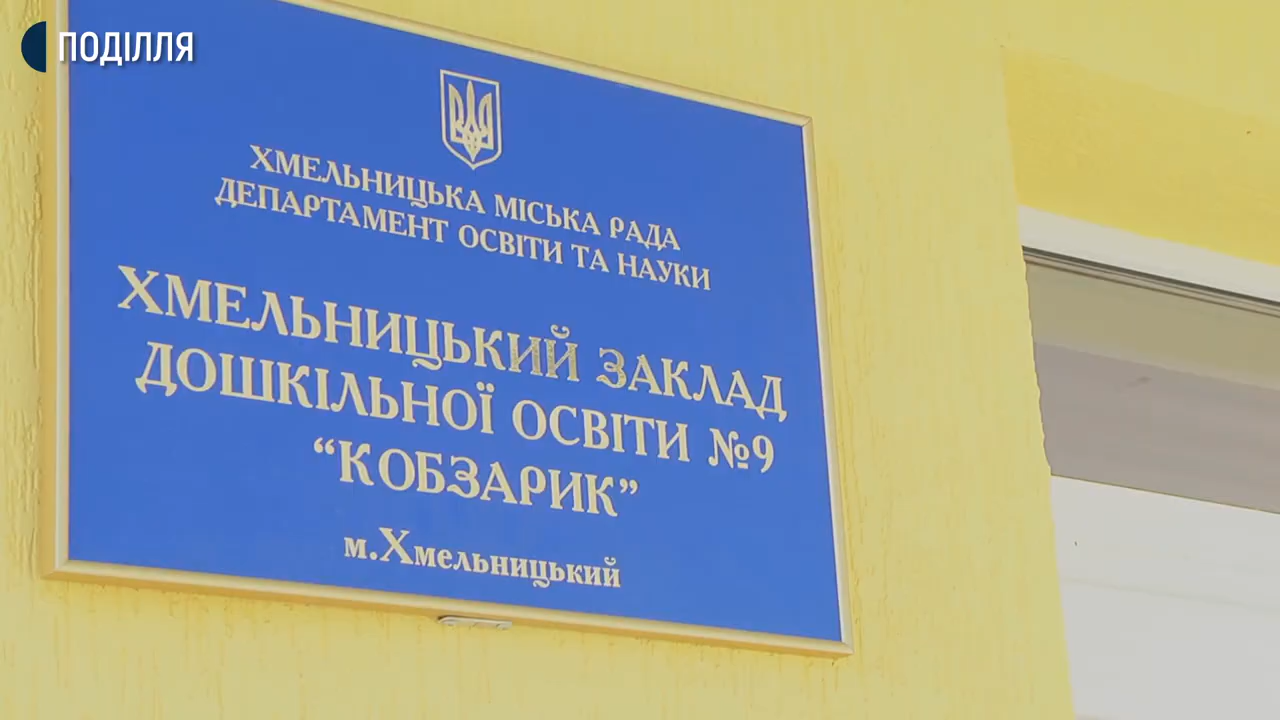 ПОДІЛЛЯ
ХМЕЛЬНИЦЬКА МІСЬКА РАДА
ДЕПАРТАМЕНТ ОСВІТИ ТА НАУКИ
ХМЕЛЬНИЦЬКИЙ ЗАКЛАД
ДОШКІЛЬНОЇ ОСВІТИ №9
“КОБЗАРИК”
м.Хмельницький